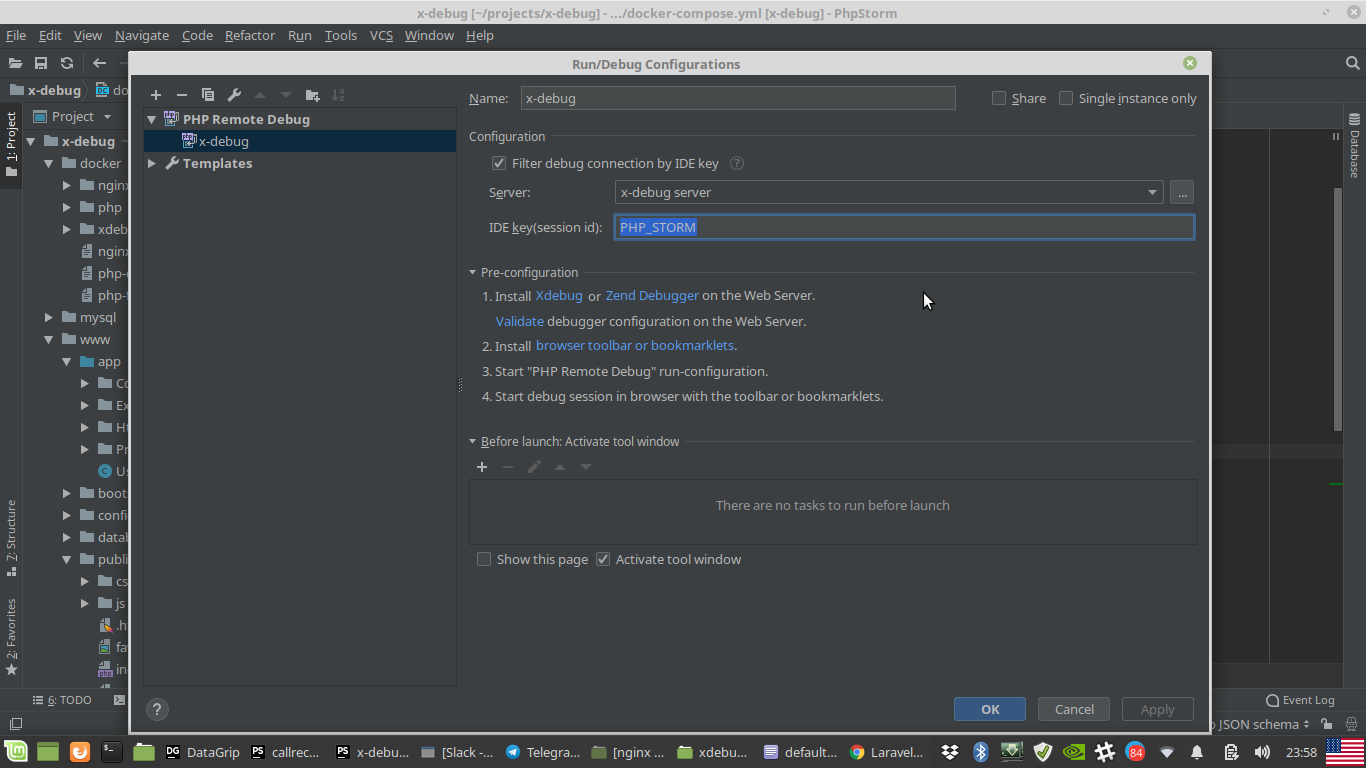 x-debug [~/projects/x-debug] - .../docker-compose.yml [x-debug] - PhpStorm
File Edit View Navigate Code Refactor Run Tools VCS Window Help
Run/Debug Configurations
x-debug
do
1: Project
Project
x-debug
docker
nginx
php
xdeb
nginx
php-
php-f
mysql
www
app
Co
Ex
Ht
Pr
Us
boot
confi
datab
publi
cs
js
.ht
fa
in
7: Structure
2: Favorites
PHP Remote Debug
x-debug
Templates
Name: x-debug Share Single instance only
Configuration
Filter debug connection by IDE key ?
Server: x-debug server ...
IDE key(session id): PHP_STORM
Pre-configuration
1. Install Xdebug or Zend Debugger on the Web Server.
Validate debugger configuration on the Web Server.
2. Install browser toolbar or bookmarklets.
3. Start "PHP Remote Debug" run-configuration.
4. Start debug session in browser with the toolbar or bookmarklets.
Before launch: Activate tool window
There are no tasks to run before launch
Show this page Activate tool window
? OK Cancel Apply
Database
6: TODO Event Log
JSON schema
DG DataGrip PS callrec... PS x-debu... [Slack -... Telegra... [nginx ... xdebu... default... Laravel... 84 23:58